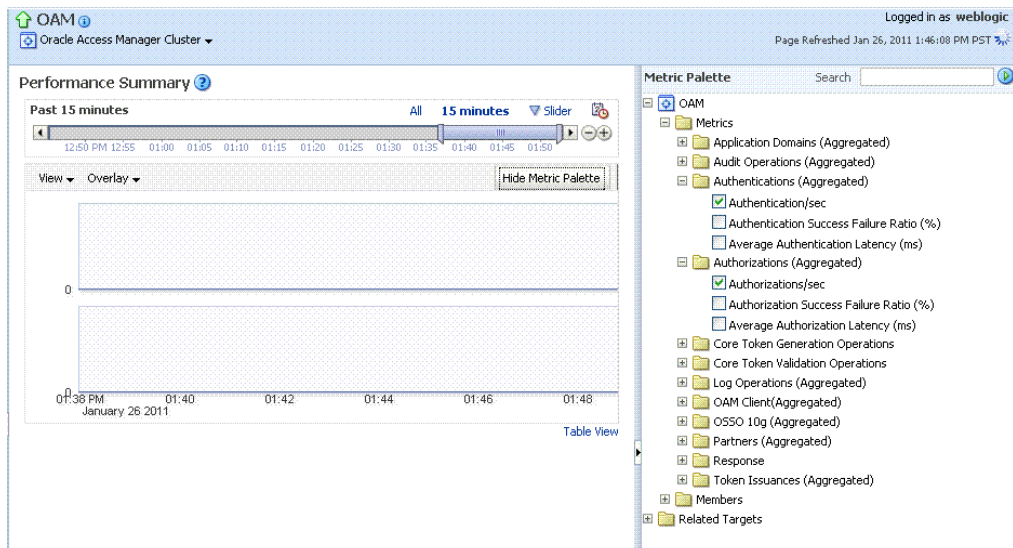 OAM
Logged in as weblogic
Oracle Access Manager Cluster
Page Refreshed Jan 26, 2011 1:46:08 PM PST
Performance Summary
Past 15 minutes
All 15 minutes Slider
12:50 PM 12:55 01:00 01:05 01:10 01:15 01:20 01:25 01:30 01:35 01:40 01:45 01:50
View Overlay Hide Metric Palette
0
0
01:38 PM 01:40 01:42 01:44 01:46 01:48
January 26 2011
Table View
Metric Palette Search
OAM
Metrics
Application Domains (Aggregated)
Audit Operations (Aggregated)
Authentications (Aggregated)
Authentication/sec
Authentication Success Failure Ratio (%)
Average Authentication Latency (ms)
Authorizations (Aggregated)
Authorizations/sec
Authorization Success Failure Ratio (%)
Average Authorization Latency (ms)
Core Token Generation Operations
Core Token Validation Operations
Log Operations (Aggregated)
OAM Client(Aggregated)
OSSO 10g (Aggregated)
Partners (Aggregated)
Response
Token Issuances (Aggregated)
Members
Related Targets